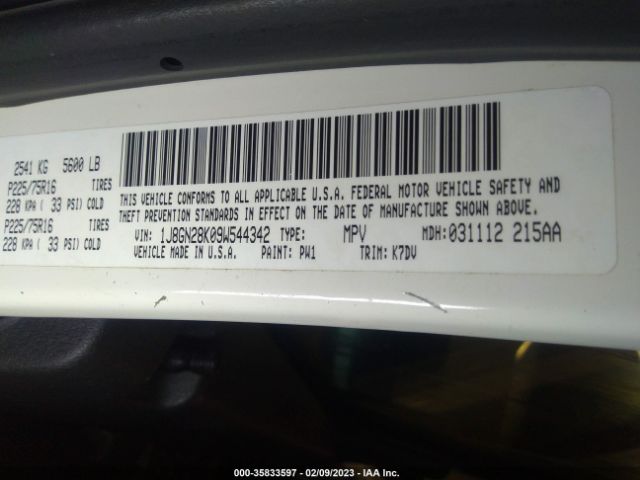 2541 KG 5600 LB
P225/75R16 TIRES
228 KPA ( 33 PSI) COLD
P225/75R16 TIRES
228 KPA ( 33 PSI) COLD
THIS VEHICLE CONFORMS TO ALL APPLICABLE U.S.A. FEDERAL MOTOR VEHICLE SAFETY AND
THEFT PREVENTION STANDARDS IN EFFECT ON THE DATE OF MANUFACTURE SHOWN ABOVE.
VIN: 1J8GN28K09W544342 TYPE: MPV MDH: 031112 215AA
VEHICLE MADE IN U.S.A. PAINT: PW1 TRIM: K7DV
000-35833597 - 02/09/2023 - IAA Inc.